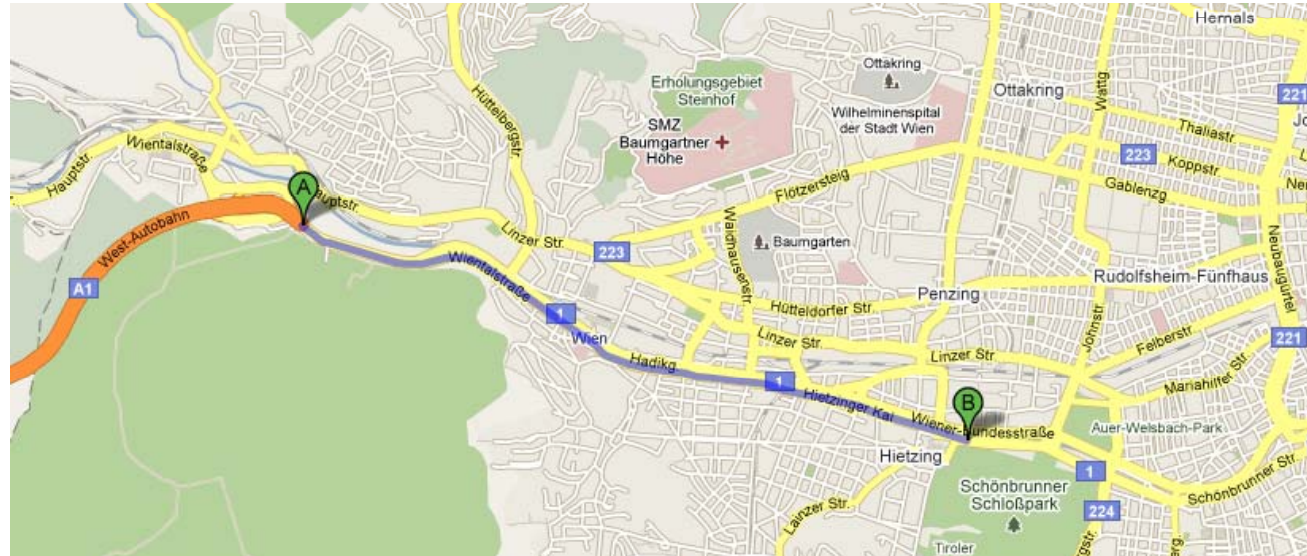 Hernals
Ottakring
Erholungsgebiet
Steinhof
Ottakring
221
Wattg
Hüttelbergstr.
SMZ
Baumgartner
Höhe
Wilhelminenspital
der Stadt Wien
Thaliastr.
Wientalstraße
223
Koppstr.
Hauptstr.
A
Flötzersteig
Gablenzg
Hauptstr.
West-Autobahn
Linzer Str.
223
Waidhausenstr.
Baumgarten
Neubaugürtel
A1
Wientalstraße
Rudolfsheim-Fünfhaus
Penzing
1
Hütteldorfer Str.
Johnstr.
Wien
Linzer Str.
Felberstr.
221
Hadikg
Linzer Str.
1
Mariahilfer Str.
Hietzinger Kai
B
Wiener-Bundesstraße
Auer-Welsbach-Park
Hietzing
1
Schönbrunner
Schloßpark
Schönbrunner Str.
Lainzer Str.
224
Tiroler